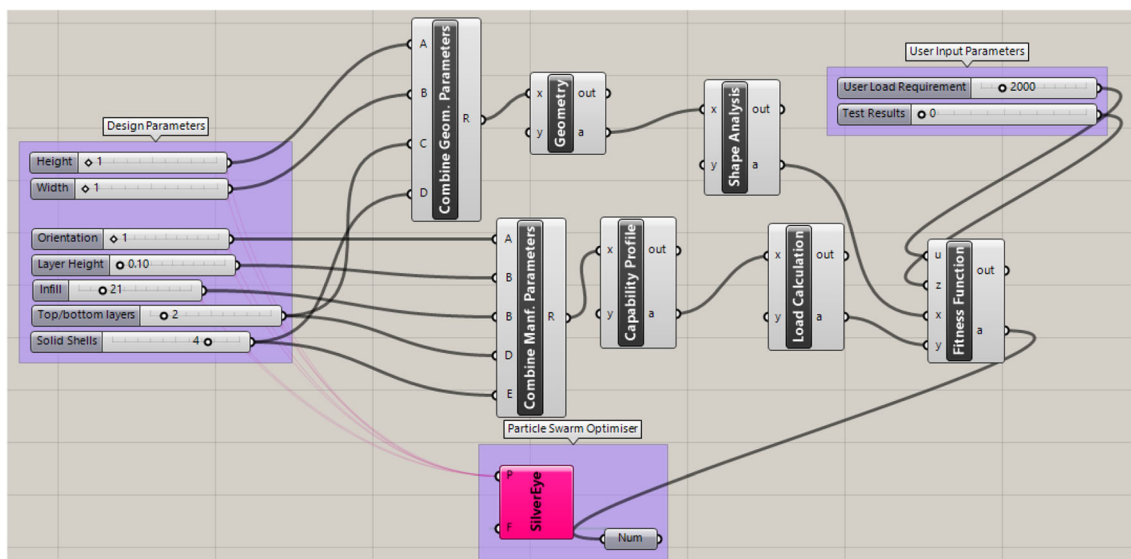 Design Parameters
Height
1
Width
1
Orientation
1
Layer Height
0.10
Infill
21
Top/bottom layers
2
Solid Shells
4
A
B
C
D
Combine Geom. Parameters
R
x
y
Geometry
out
a
x
y
Shape Analysis
out
a
User Input Parameters
User Load Requirement
2000
Test Results
0
A
B
B
D
E
Combine Manf. Parameters
R
x
y
Capability Profile
out
a
x
y
Load Calculation
out
a
u
z
x
y
Fitness Function
out
a
Particle Swarm Optimiser
P
F
SilverEye
Num